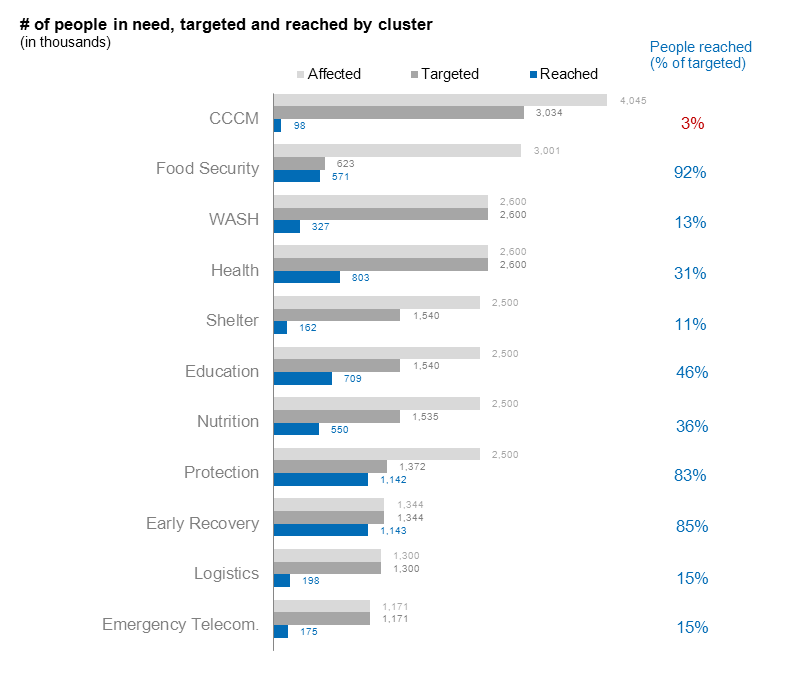 # of people in need, targeted and reached by cluster
(in thousands)
People reached
(% of targeted)
Affected Targeted Reached
4,045
CCCM 3,034 3%
98
3,001
Food Security 623 92%
571
2,600
WASH 2,600 13%
327
2,600
Health 2,600 31%
803
2,500
Shelter 1,540 11%
162
2,500
Education 1,540 46%
709
2,500
Nutrition 1,535 36%
550
2,500
Protection 1,372 83%
1,142
1,344
Early Recovery 1,344 85%
1,143
1,300
Logistics 1,300 15%
198
1,171
Emergency Telecom. 1,171 15%
175